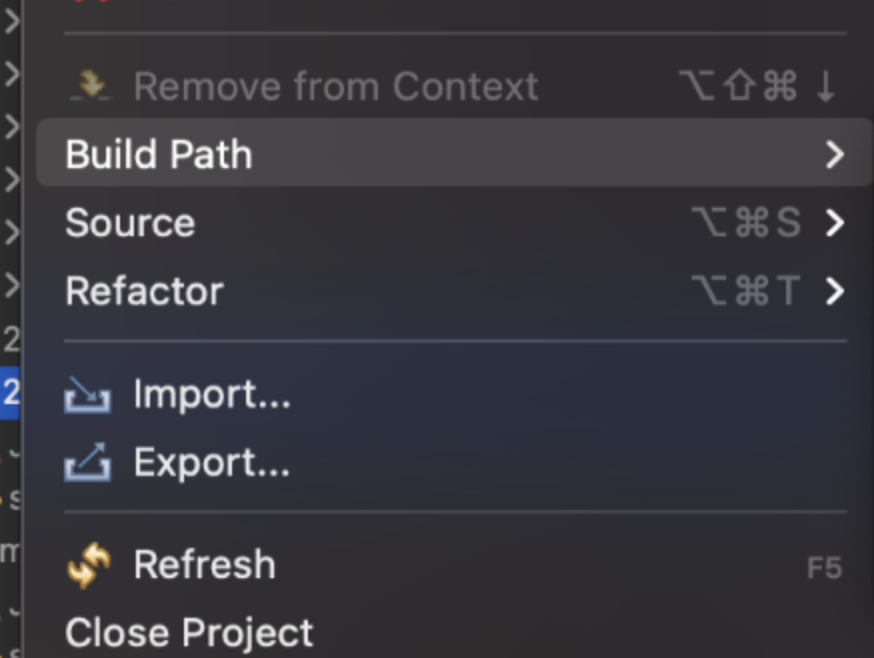 Remove from Context ⌥⇧⌘↓
Build Path
Source ⌥⌘S
Refactor ⌥⌘T
Import...
Export...
Refresh F5
Close Project